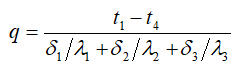 q = (t₁ − t₄) / (δ₁/λ₁ + δ₂/λ₂ + δ₃/λ₃)